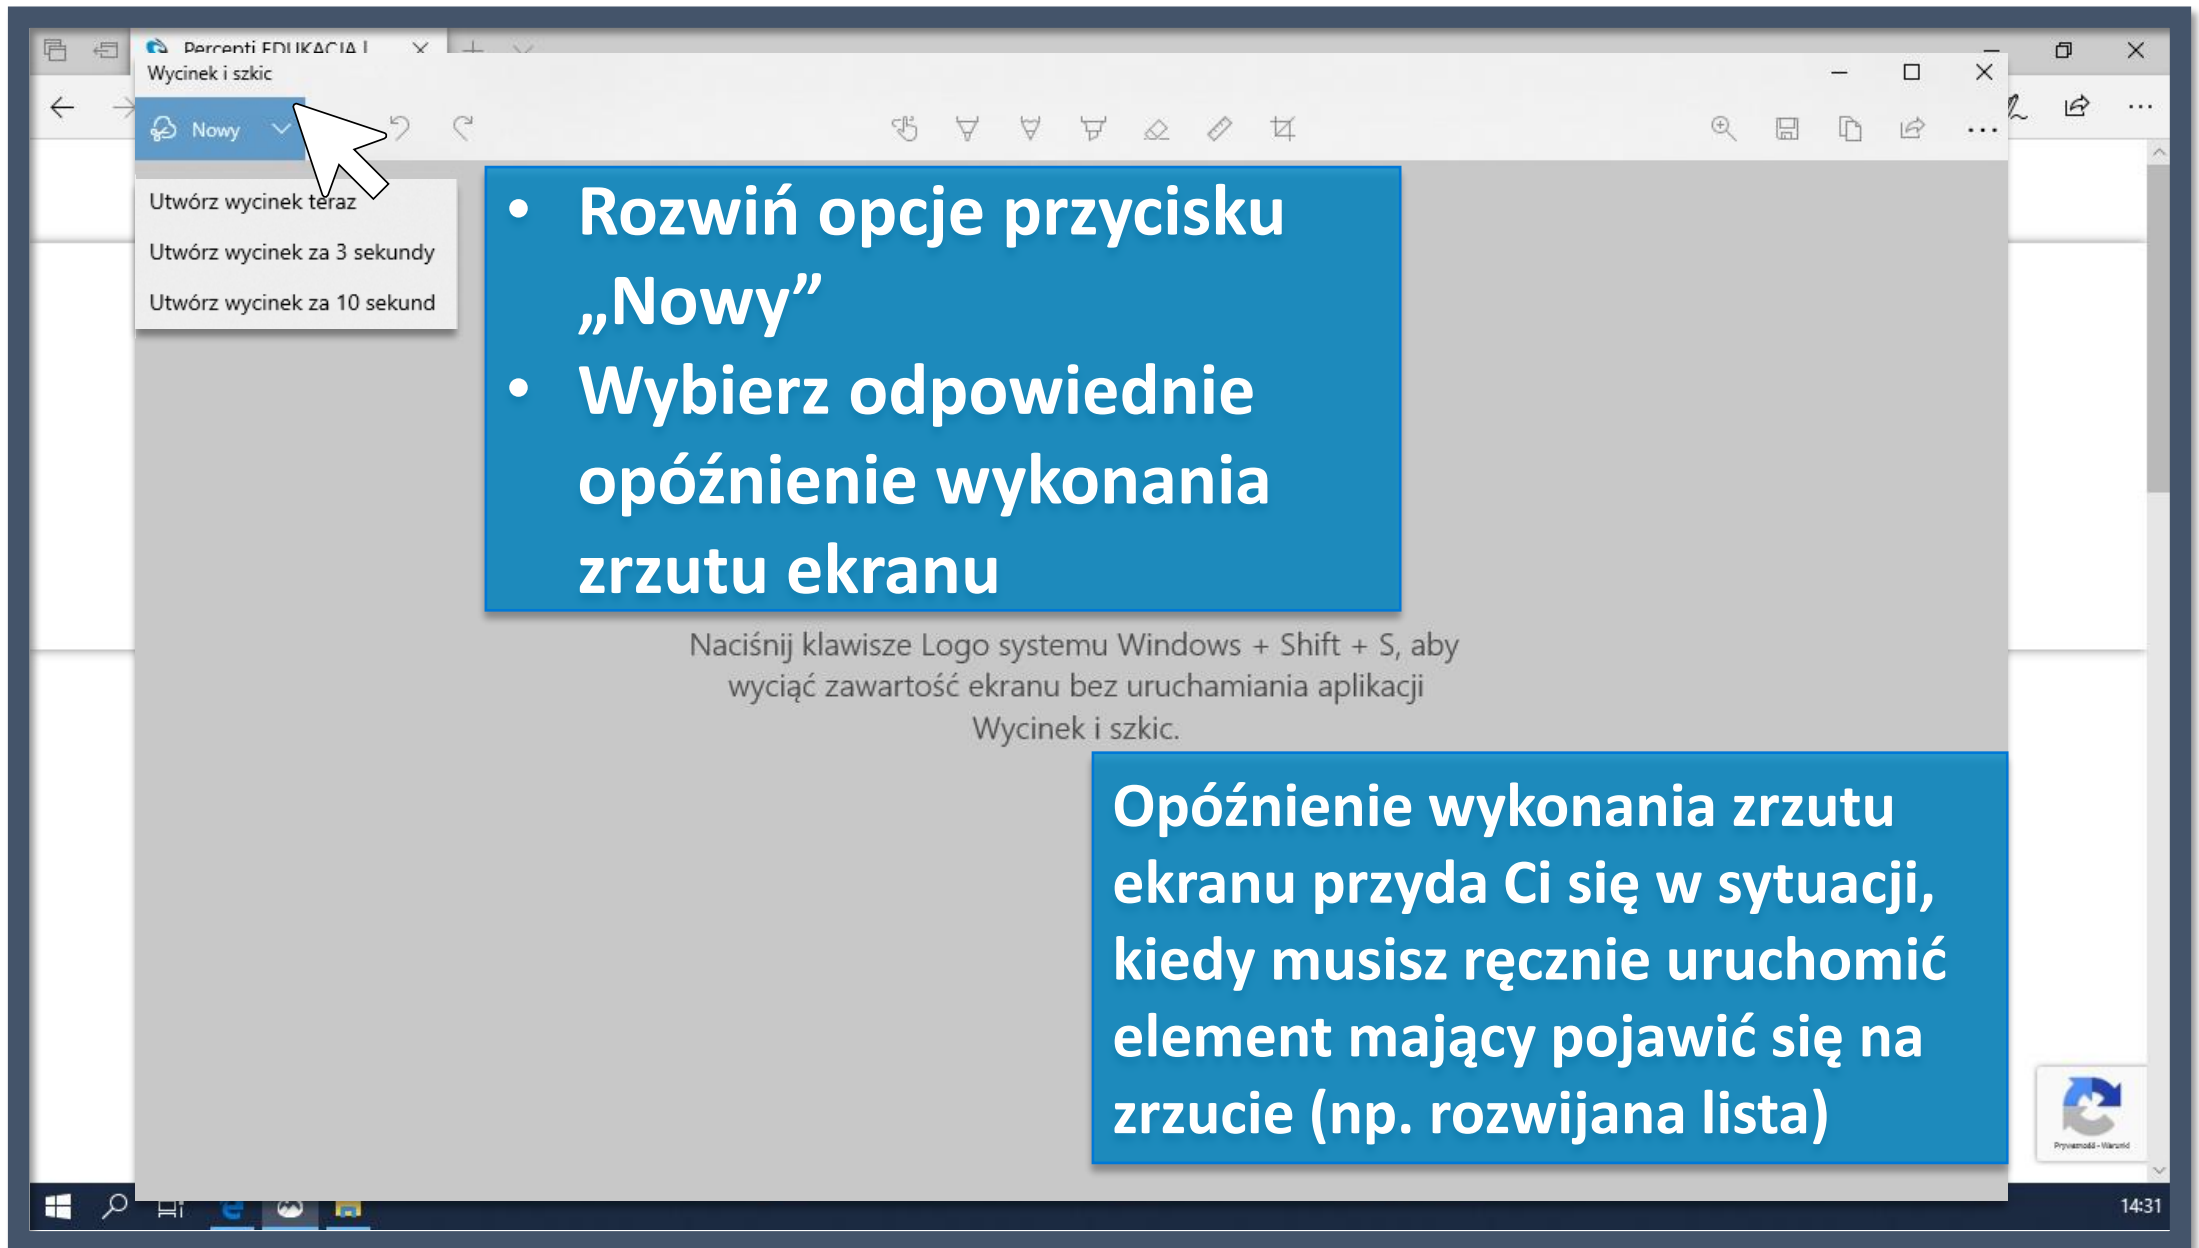 Percepti EDUKACJA |
Wycinek i szkic
Nowy
Utwórz wycinek teraz
Utwórz wycinek za 3 sekundy
Utwórz wycinek za 10 sekund
• Rozwiń opcje przycisku
„Nowy”
• Wybierz odpowiednie
opóźnienie wykonania
zrzutu ekranu
Naciśnij klawisze Logo systemu Windows + Shift + S, aby
wyciąć zawartość ekranu bez uruchamiania aplikacji
Wycinek i szkic.
Opóźnienie wykonania zrzutu
ekranu przyda Ci się w sytuacji,
kiedy musisz ręcznie uruchomić
element mający pojawić się na
zrzucie (np. rozwijana lista)
Prywatność - Warunki
14:31